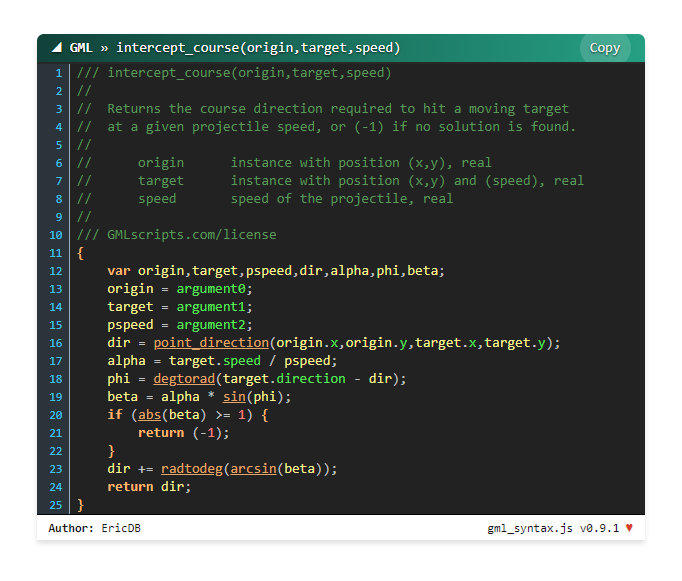 GML » intercept_course(origin,target,speed)
Copy
1 /// intercept_course(origin,target,speed)
2 //
3 //  Returns the course direction required to hit a moving target
4 //  at a given projectile speed, or (-1) if no solution is found.
5 //
6 //      origin      instance with position (x,y), real
7 //      target      instance with position (x,y) and (speed), real
8 //      speed       speed of the projectile, real
9 //
10 /// GMLscripts.com/license
11 {
12     var origin,target,pspeed,dir,alpha,phi,beta;
13     origin = argument0;
14     target = argument1;
15     pspeed = argument2;
16     dir = point_direction(origin.x,origin.y,target.x,target.y);
17     alpha = target.speed / pspeed;
18     phi = degtorad(target.direction - dir);
19     beta = alpha * sin(phi);
20     if (abs(beta) >= 1) {
21         return (-1);
22     }
23     dir += radtodeg(arcsin(beta));
24     return dir;
25 }
Author: EricDB
gml_syntax.js v0.9.1 ♥